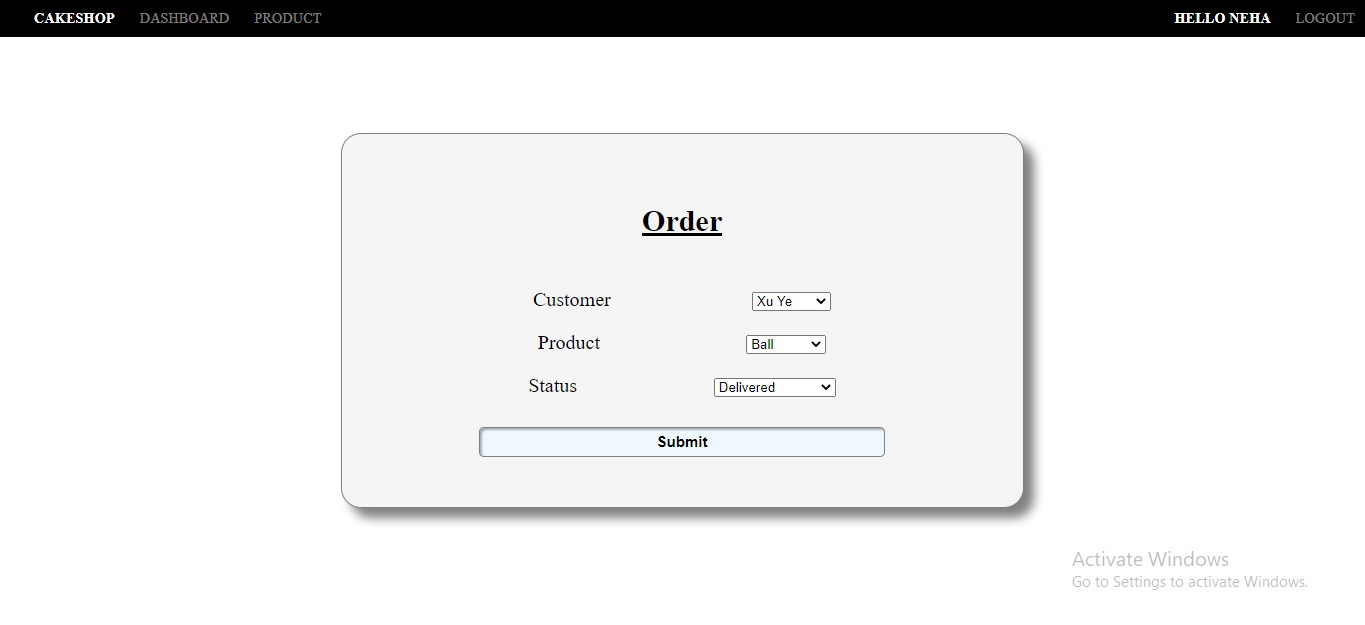 CAKESHOP DASHBOARD PRODUCT HELLO NEHA LOGOUT
Order
Customer Xu Ye
Product Ball
Status Delivered
Submit
Activate Windows
Go to Settings to activate Windows.